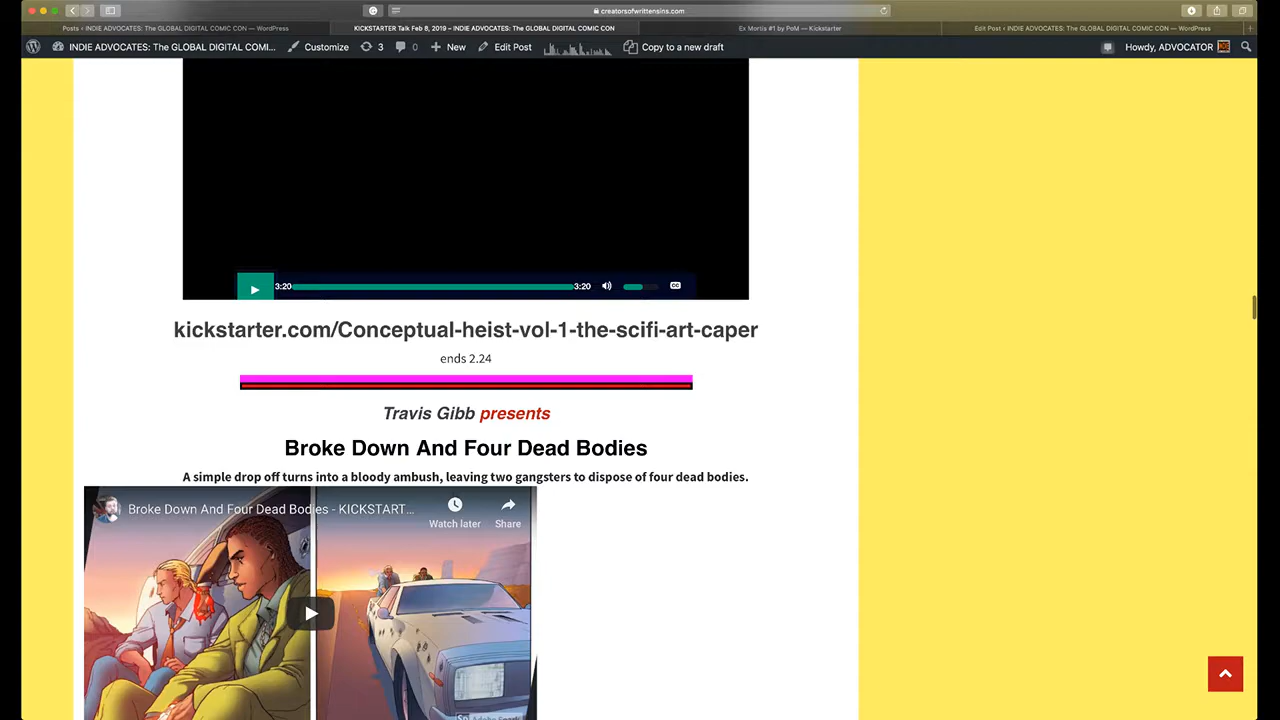 creatorsofwrittensins.com
Posts ‹ INDIE ADVOCATES: The GLOBAL DIGITAL COMIC CON — WordPress
KICKSTARTER Talk Feb 8, 2019 – INDIE ADVOCATES: The GLOBAL DIGITAL COMIC CON
Ex Mortis #1 by PoM — Kickstarter
Edit Post ‹ INDIE ADVOCATES: The GLOBAL DIGITAL COMIC CON — WordPress
INDIE ADVOCATES: The GLOBAL DIGITAL COMI...
Customize
3
0
New
Edit Post
Copy to a new draft
Howdy, ADVOCATOR
3:20
3:20
CC
kickstarter.com/Conceptual-heist-vol-1-the-scifi-art-caper
ends 2.24
Travis Gibb presents
Broke Down And Four Dead Bodies
A simple drop off turns into a bloody ambush, leaving two gangsters to dispose of four dead bodies.
Broke Down And Four Dead Bodies - KICKSTART...
Watch later
Share